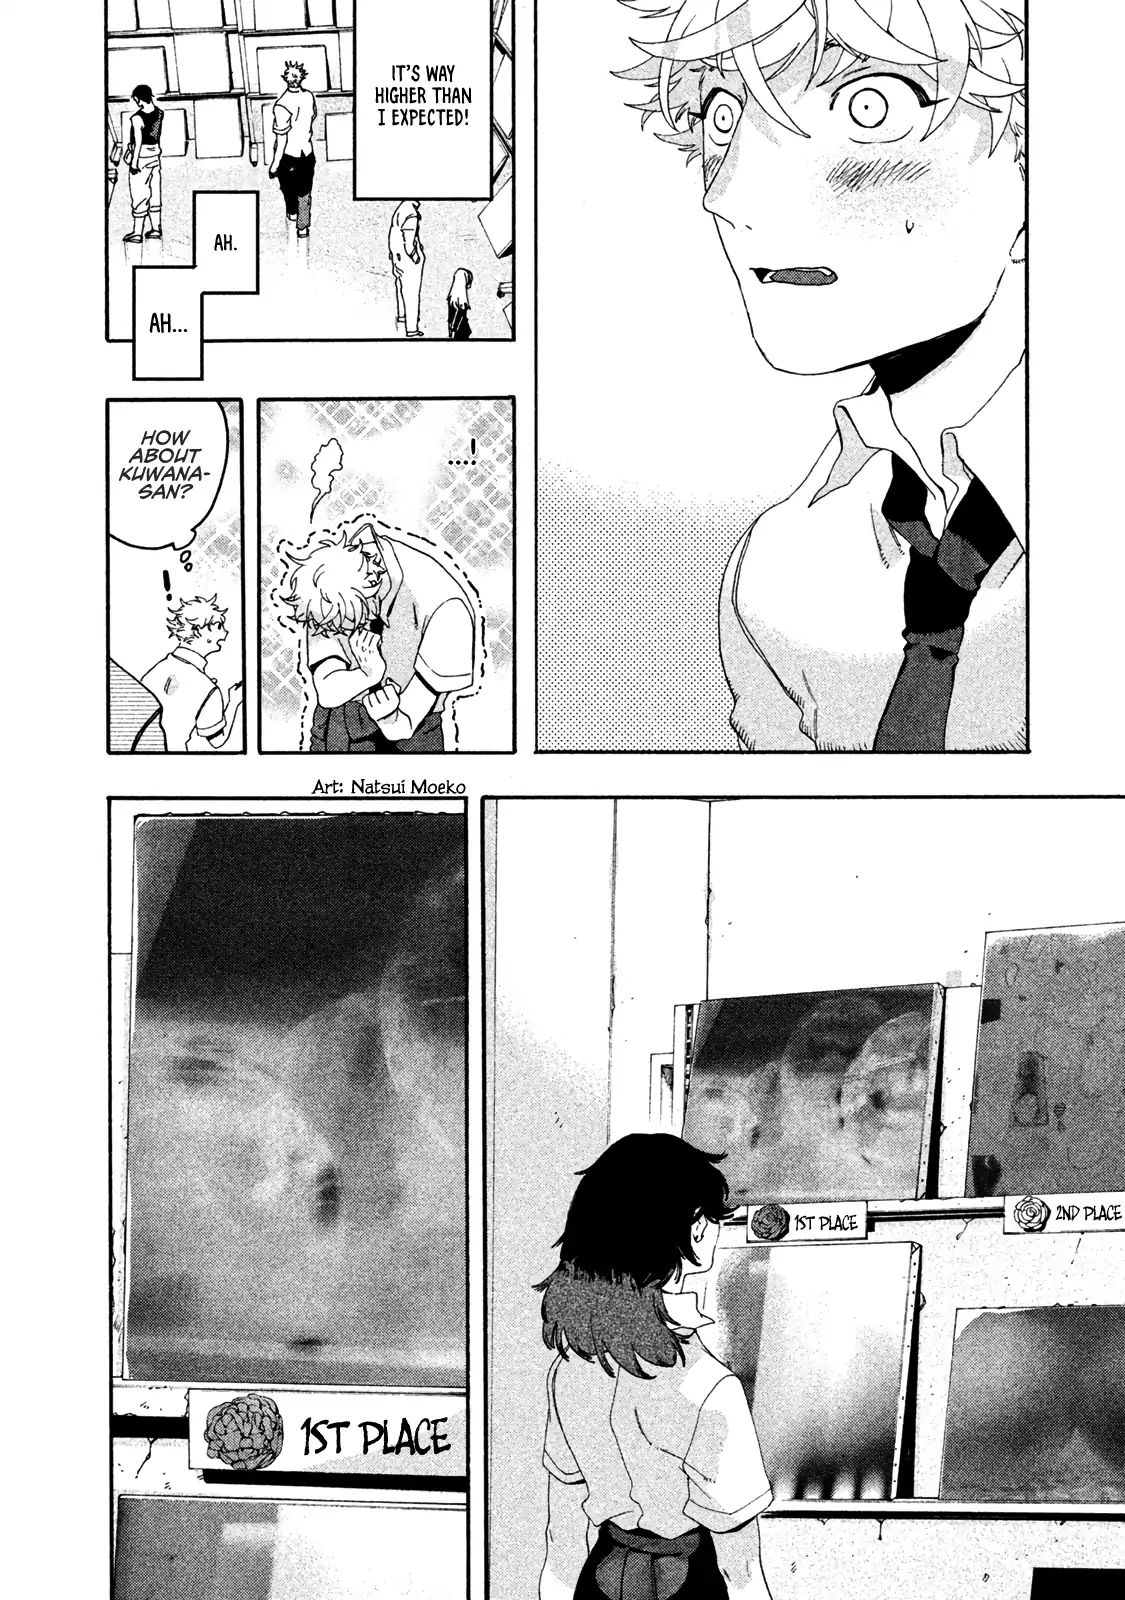 IT'S WAY
HIGHER THAN
I EXPECTED!
AH.
AH...
!
.....
HOW
ABOUT
KUWANA-
SAN?
!
Art: Natsui Moeko
1ST PLACE
2ND PLACE
1ST PLACE